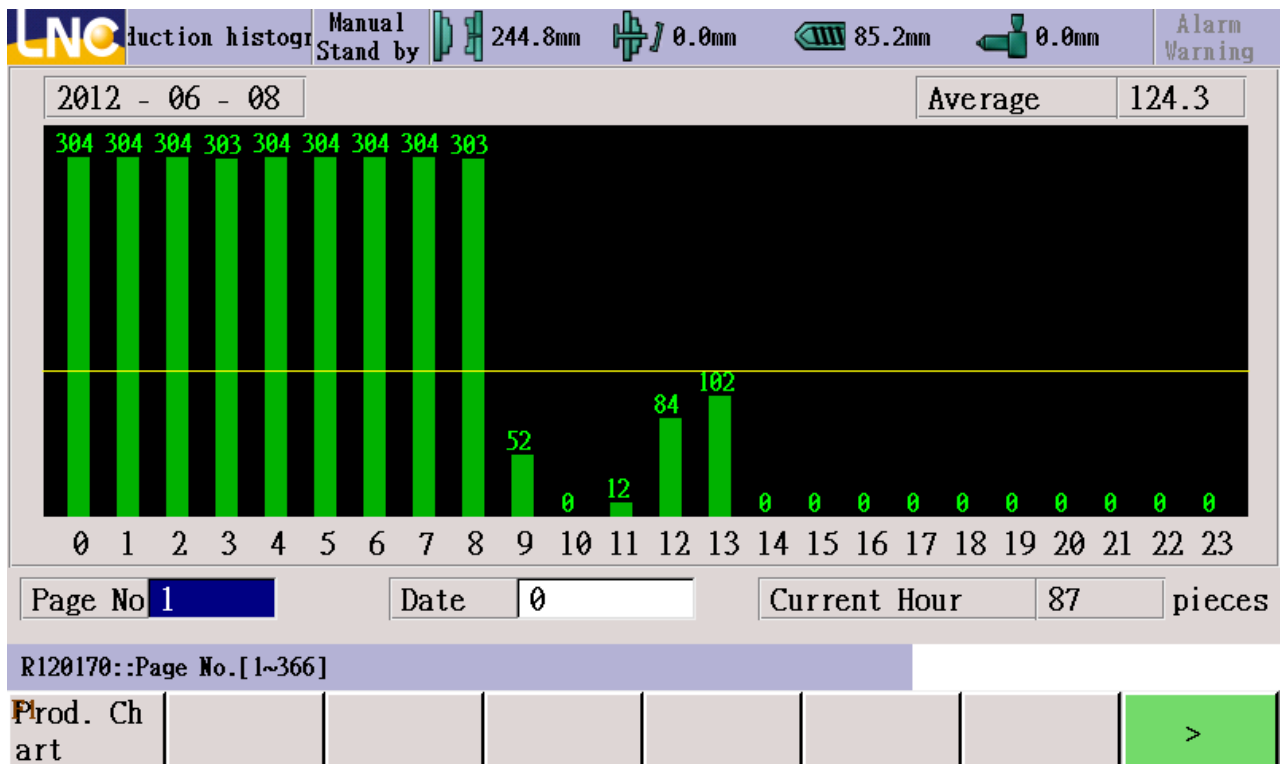 LNC duction histogr Manual Stand by 244.8mm 0.0mm 85.2mm 0.0mm Alarm Warning
2012 - 06 - 08 Average 124.3
304 304 304 303 304 304 304 304 303
102
84
52
0 12 0 0 0 0 0 0 0 0 0 0
0 1 2 3 4 5 6 7 8 9 10 11 12 13 14 15 16 17 18 19 20 21 22 23
Page No 1 Date 0 Current Hour 87 pieces
R120170::Page No.[1~366]
F1
Prod. Ch
art
>